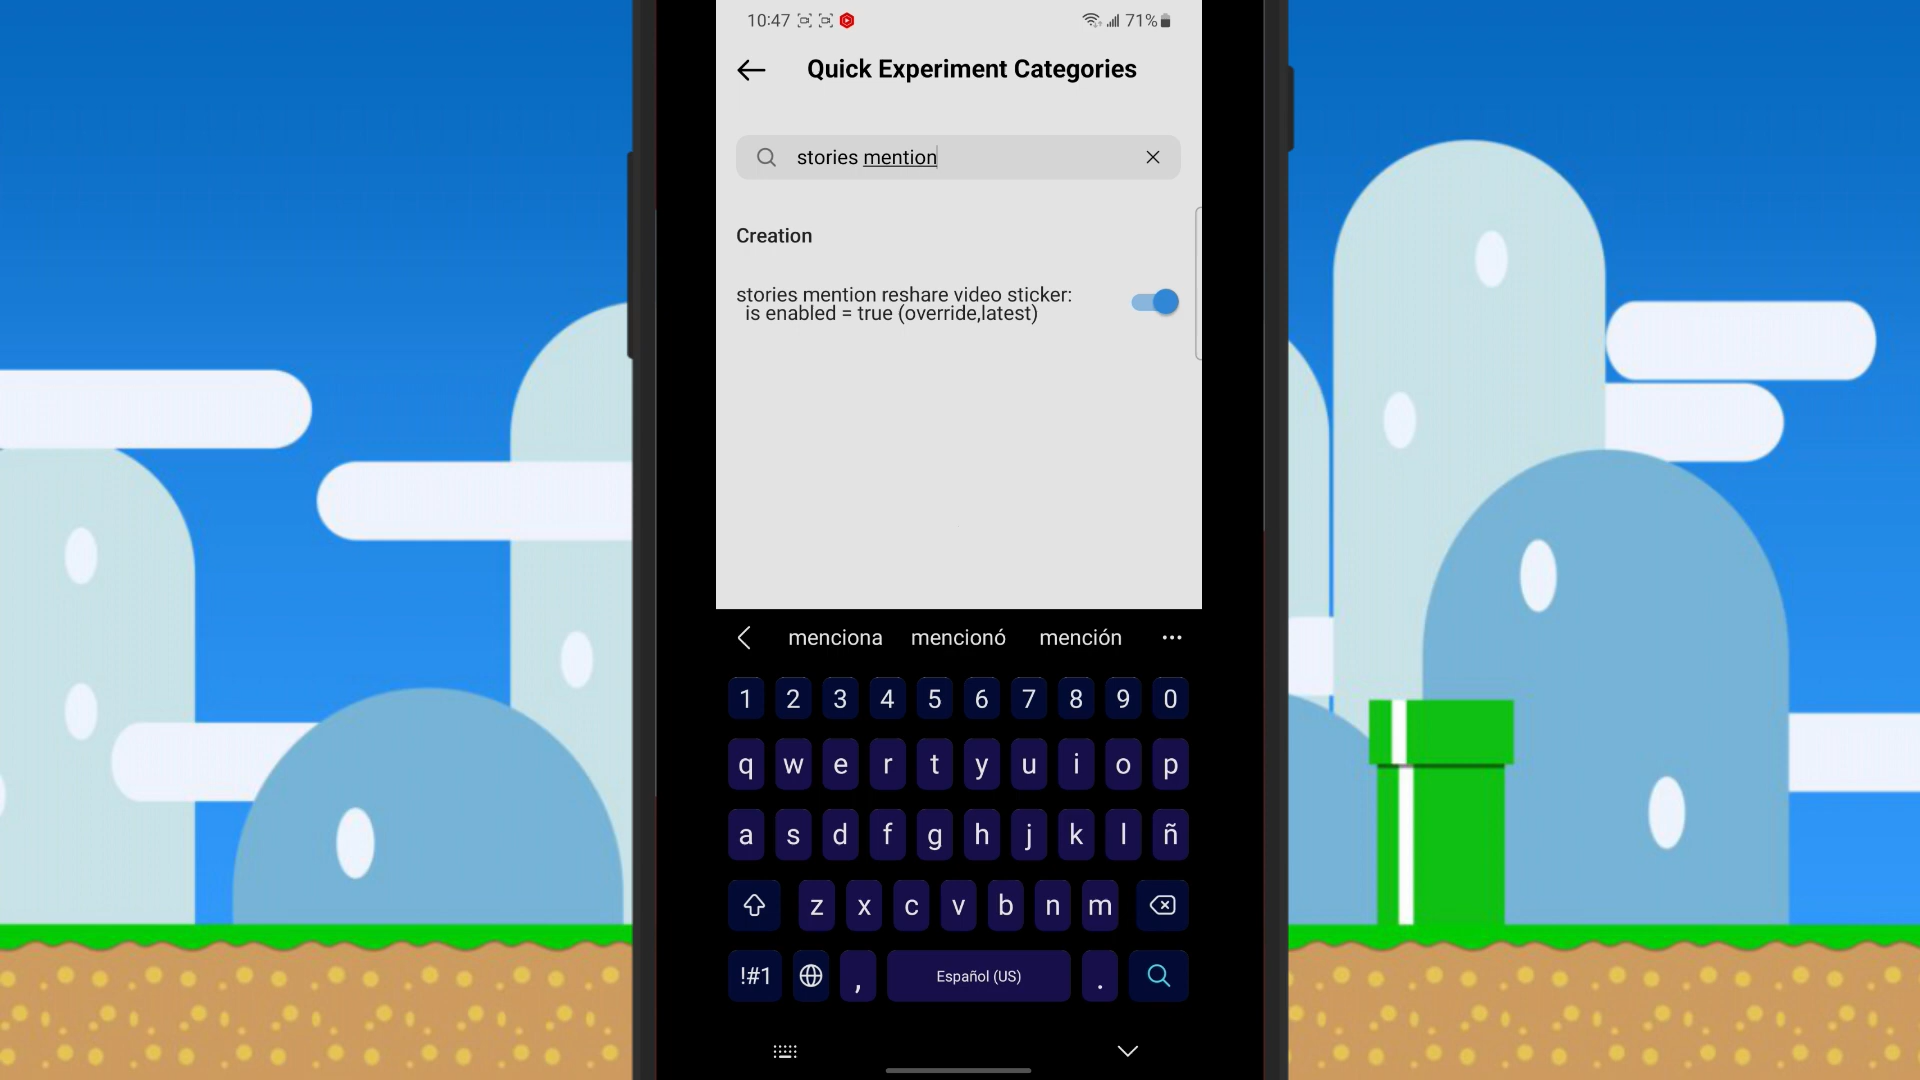 10:47 71%
Quick Experiment Categories
stories mention
Creation
stories mention reshare video sticker:
is enabled = true (override,latest)
menciona mencionó mención
1 2 3 4 5 6 7 8 9 0
q w e r t y u i o p
a s d f g h j k l ñ
z x c v b n m
!#1 , Español (US) .